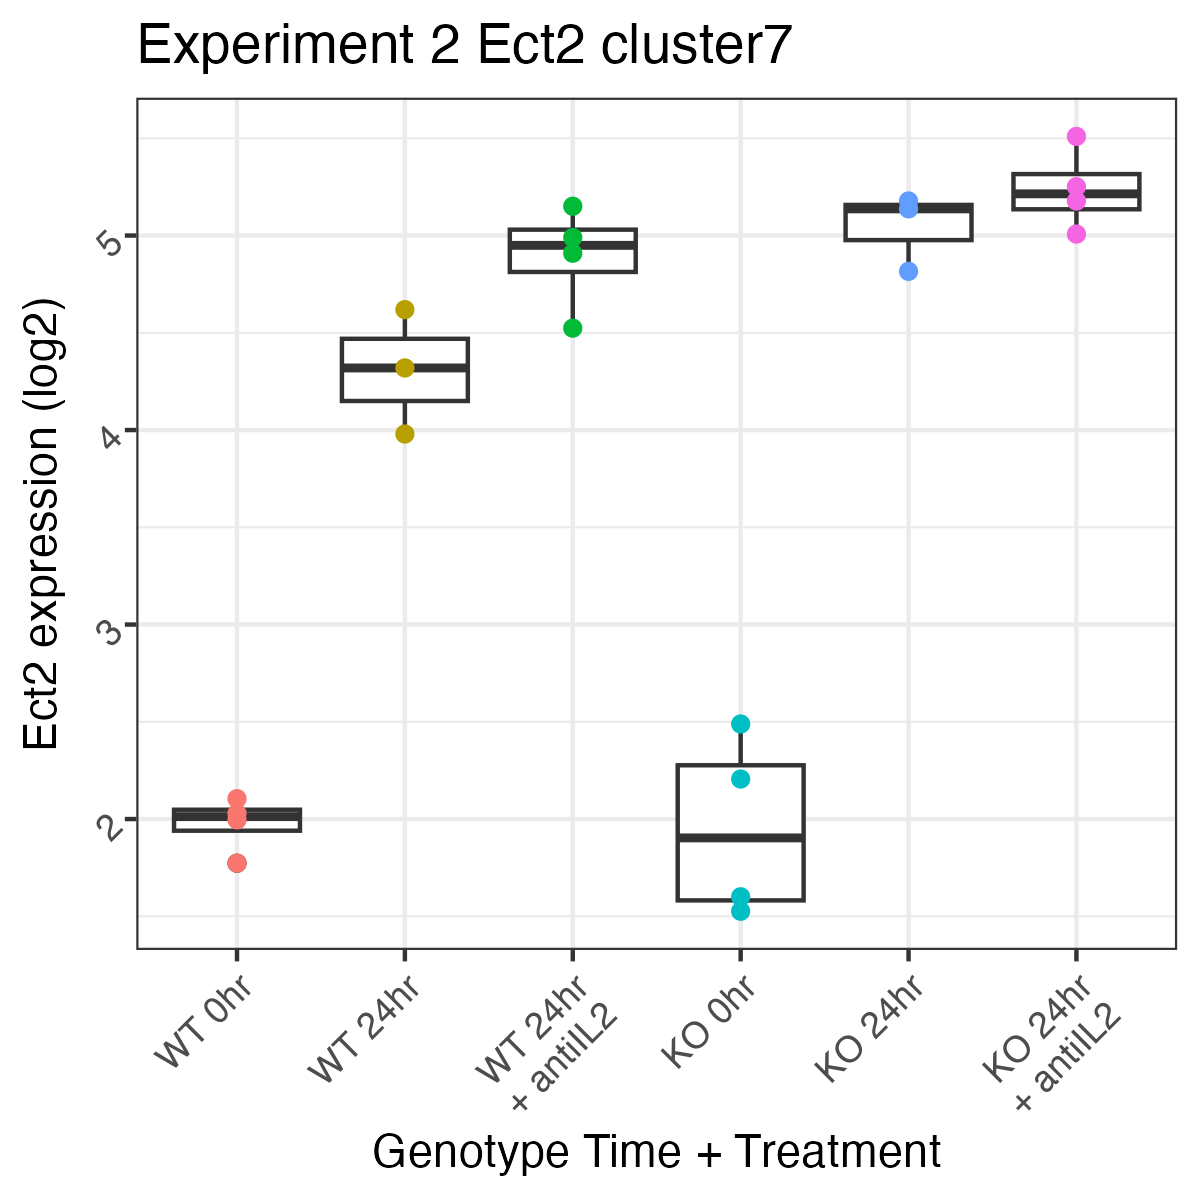 Experiment 2 Ect2 cluster7
Ect2 expression (log2)
5
4
3
2
WT 0hr
WT 24hr
WT 24hr
+ antiIL2
KO 0hr
KO 24hr
KO 24hr
+ antiIL2
Genotype Time + Treatment